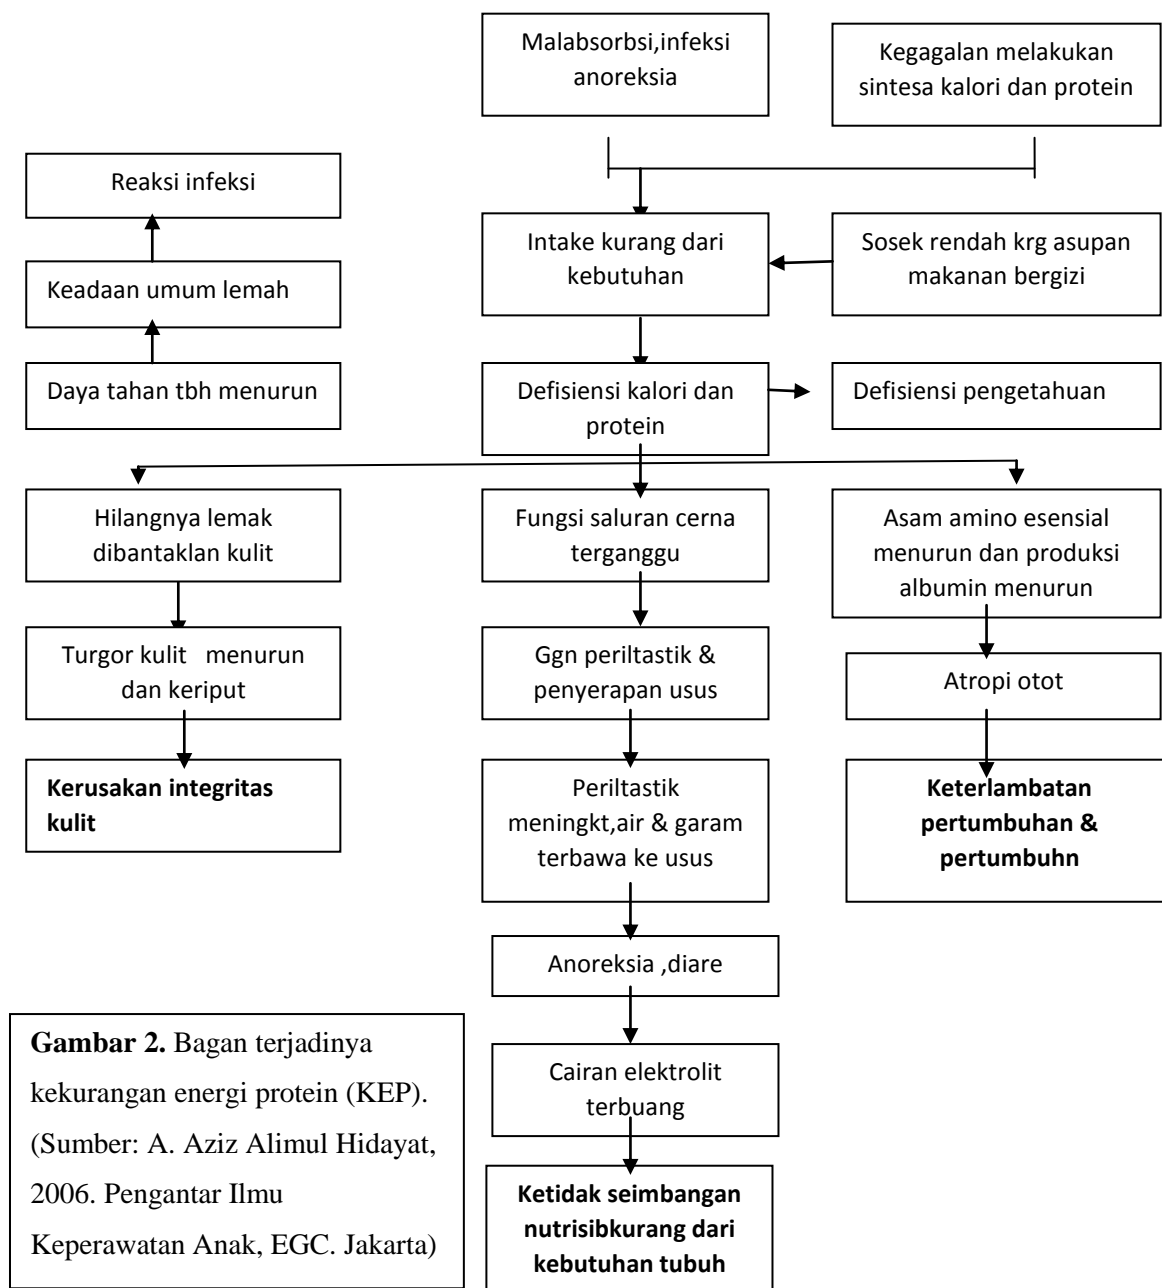 Malabsorbsi,infeksi
anoreksia,
Kegagalan melakukan
sintesa kalori dan protein
Reaksi infeksi
Intake kurang dari
kebutuhan
Sosek rendah krg asupan
makanan bergizi
Keadaan umum lemah
Daya tahan tbh menurun
Defisiensi kalori dan
protein
Defisiensi pengetahuan
Hilangnya lemak
dibantaklan kulit
Fungsi saluran cerna
terganggu
Asam amino esensial
menurun dan produksi
albumin menurun
Turgor kulit menurun
dan keriput
Ggn periltastik &
penyerapan usus
Atropi otot
Kerusakan integritas
kulit
Periltastik
meningkt,air & garam
terbawa ke usus
Keterlambatan
pertumbuhan &
pertumbuhn
Anoreksia ,diare
Cairan elektrolit
terbuang
Ketidak seimbangan
nutrisibkurang dari
kebutuhan tubuh
Gambar 2. Bagan terjadinya
kekurangan energi protein (KEP).
(Sumber: A. Aziz Alimul Hidayat,
2006. Pengantar Ilmu
Keperawatan Anak, EGC. Jakarta)